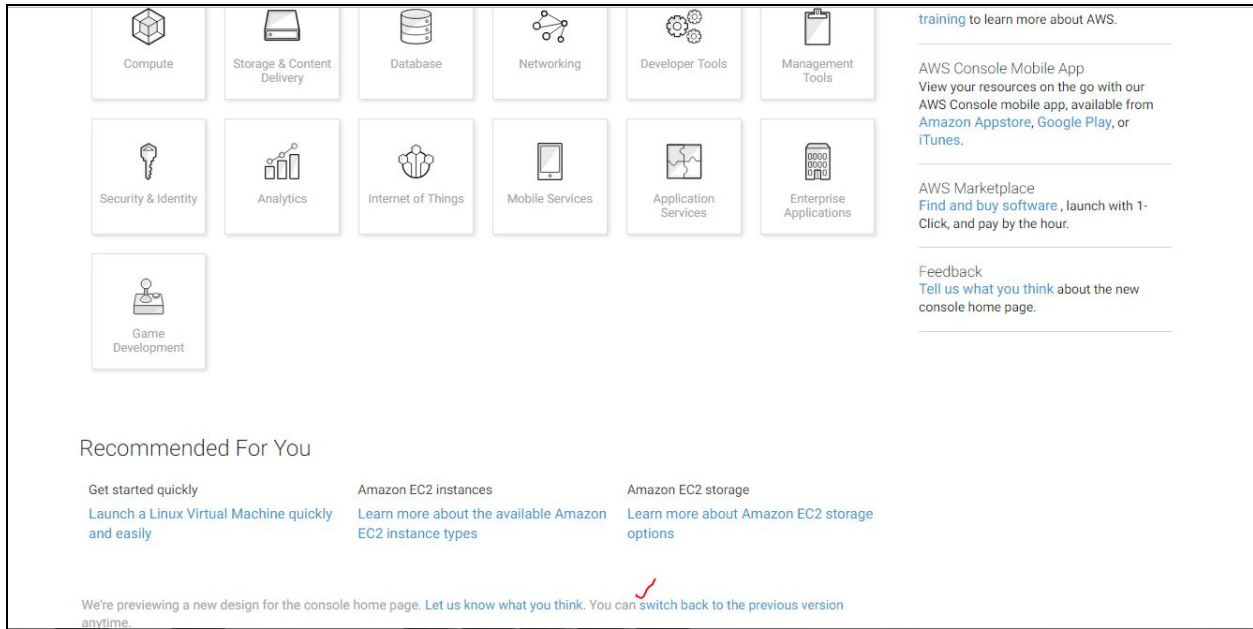 Compute
Storage & Content
Delivery
Database
Networking
Developer Tools
Management
Tools
Security & Identity
Analytics
Internet of Things
Mobile Services
Application
Services
Enterprise
Applications
Game
Development
training to learn more about AWS.
AWS Console Mobile App
View your resources on the go with our
AWS Console mobile app, available from
Amazon Appstore, Google Play, or
iTunes.
AWS Marketplace
Find and buy software , launch with 1-
Click, and pay by the hour.
Feedback
Tell us what you think about the new
console home page.
Recommended For You
Get started quickly
Launch a Linux Virtual Machine quickly
and easily
Amazon EC2 instances
Learn more about the available Amazon
EC2 instance types
Amazon EC2 storage
Learn more about Amazon EC2 storage
options
We're previewing a new design for the console home page. Let us know what you think. You can switch back to the previous version
anytime.